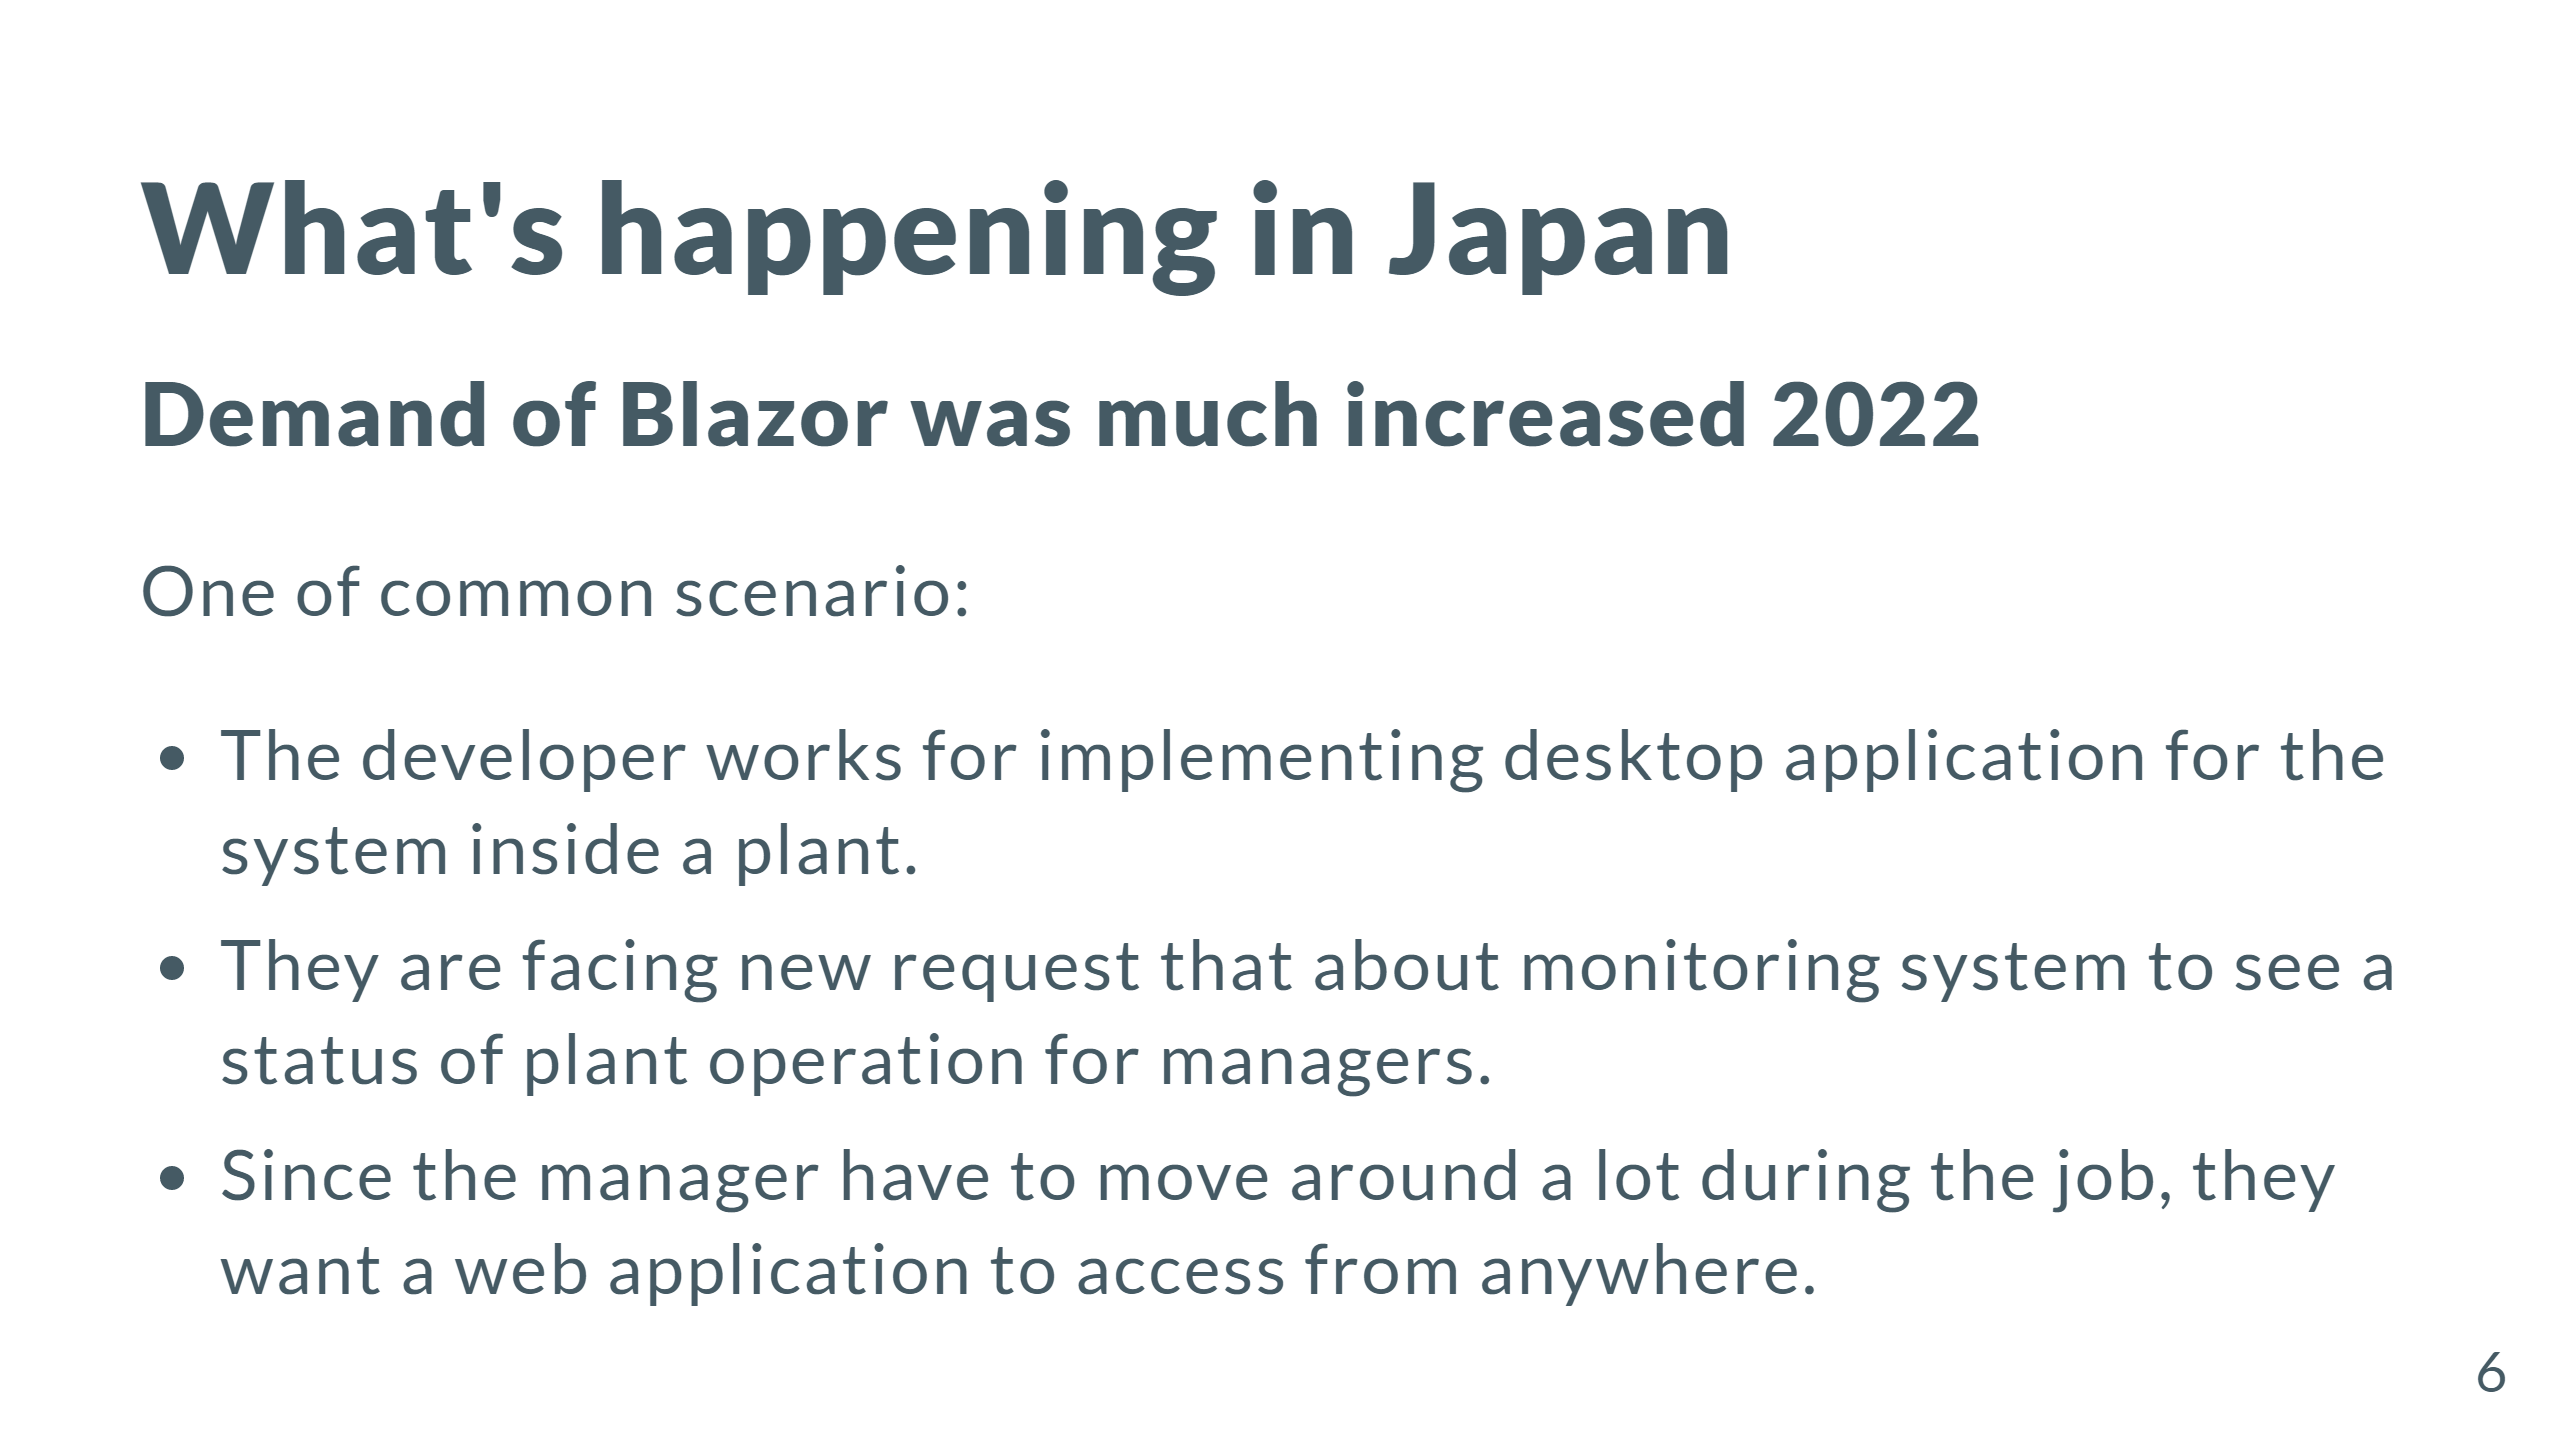 What's happening in Japan
Demand of Blazor was much increased 2022
One of common scenario:
• The developer works for implementing desktop application for the
system inside a plant.
• They are facing new request that about monitoring system to see a
status of plant operation for managers.
• Since the manager have to move around a lot during the job, they
want a web application to access from anywhere.
6